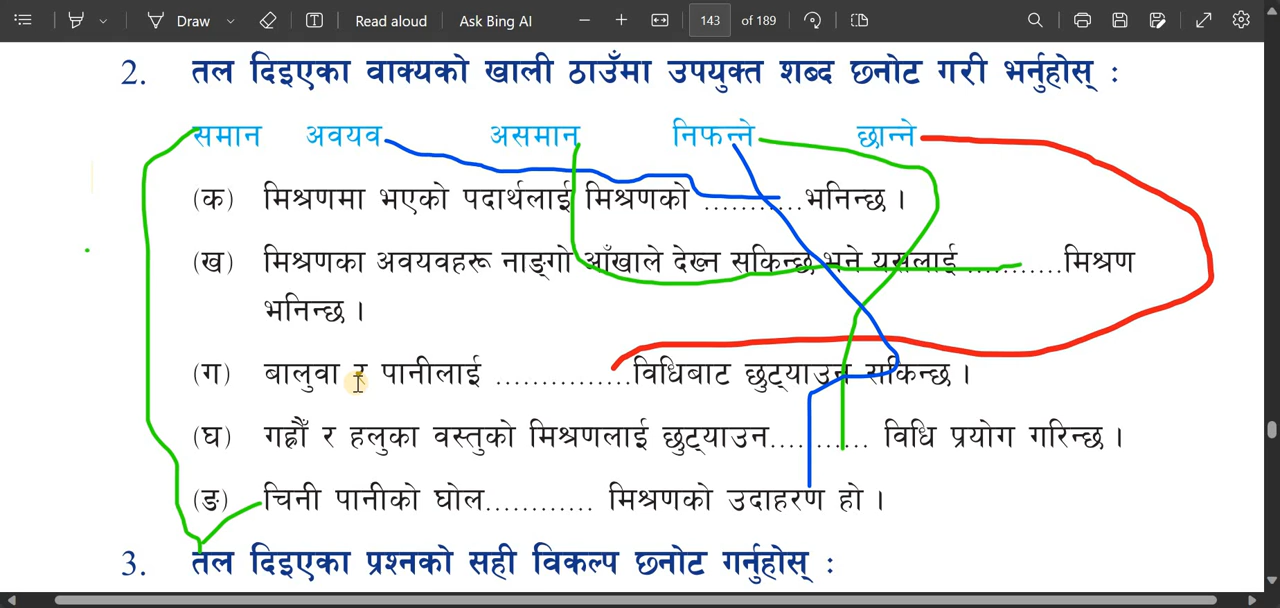 Draw Read aloud Ask Bing AI 143 of 189
2. तल दिइएका वाक्यको खाली ठाउँमा उपयुक्त शब्द छनोट गरी भर्नुहोस् :
समान अवयव असमान निफन्ने छान्ने
(क) मिश्रणमा भएको पदार्थलाई मिश्रणको ...........भनिन्छ ।
(ख) मिश्रणका अवयवहरू नाङ्गो आँखाले देख्न सकिन्छ भने यसलाई ...........मिश्रण
भनिन्छ ।
(ग) बालुवा र पानीलाई ................विधिबाट छुट्याउन सकिन्छ ।
(घ) गह्रौँ र हलुका वस्तुको मिश्रणलाई छुट्याउन............ विधि प्रयोग गरिन्छ ।
(ङ) चिनी पानीको घोल............. मिश्रणको उदाहरण हो ।
3. तल दिइएका प्रश्नको सही विकल्प छनोट गर्नुहोस् :